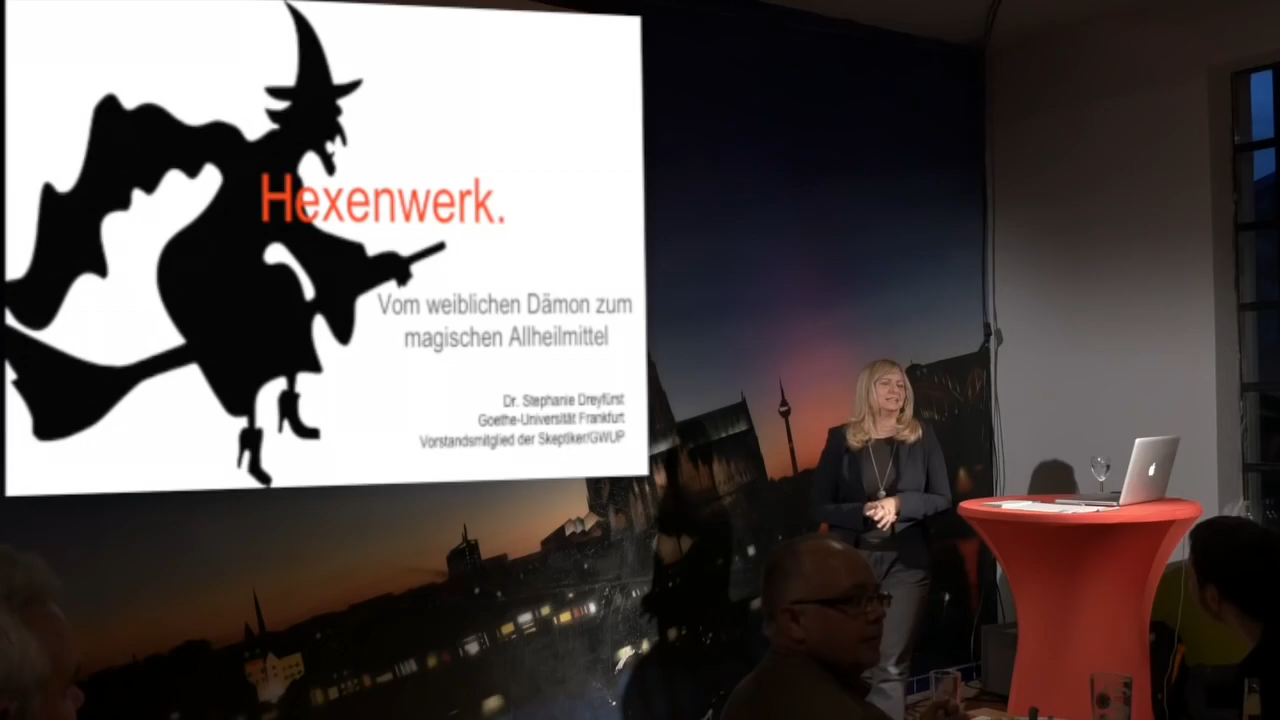 Hexenwerk.
Vom weiblichen Dämon zum
magischen Allheilmittel
Dr. Stephanie Dreyfürst
Goethe-Universität Frankfurt
Vorstandsmitglied der Skeptiker/GWUP